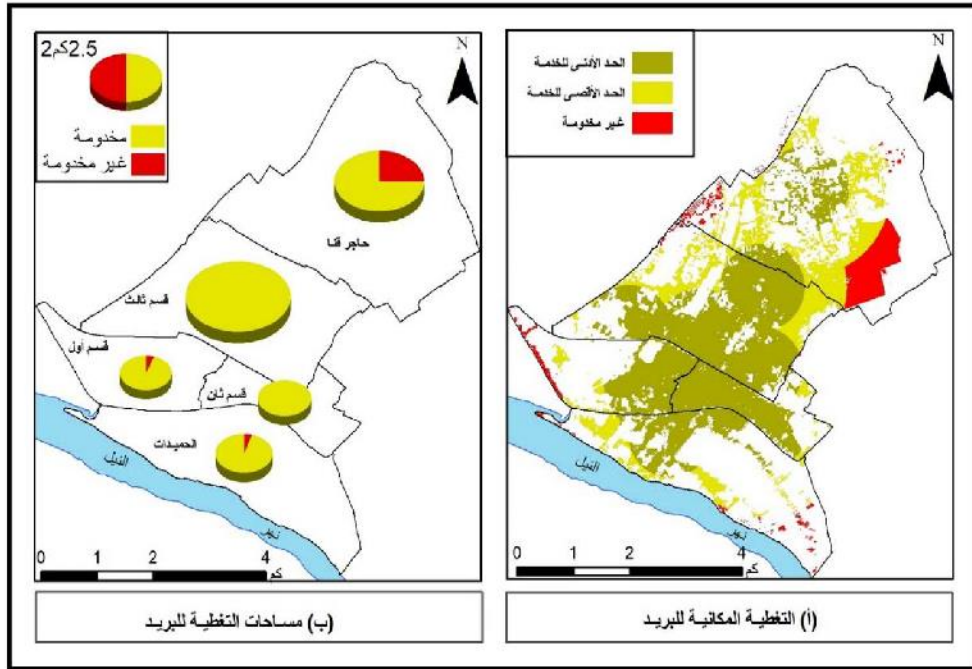 N
الحد الأدنى للخدمة
الحد الأقصى للخدمة
غير مخدومة
النيل
نهر
0 2 4
كم
(أ) التغطية المكانية للبريد
2.5كم2
مخدومة
غير مخدومة
N
حاجر قنا
قسم ثالث
قسم أول
قسم ثان
الحميدات
النيل
نهر
0 2 4
كم
(ب) مساحات التغطية للبريد